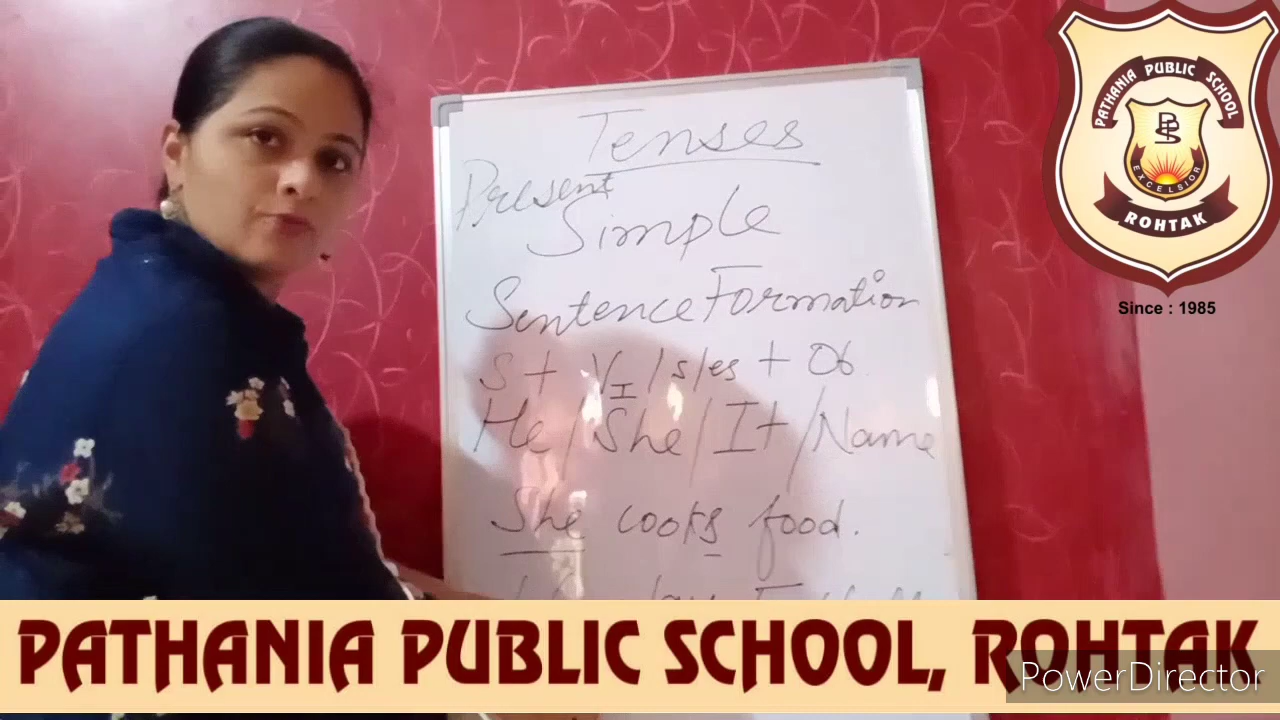 Tenses
Present
Simple
Sentence Formation
S + VI / s/es + Ob
He / She / It / Name
She cooks food.
PATHANIA PUBLIC SCHOOL
PS
EXCELSIOR
ROHTAK
Since : 1985
PATHANIA PUBLIC SCHOOL, ROHTAK
PowerDirector